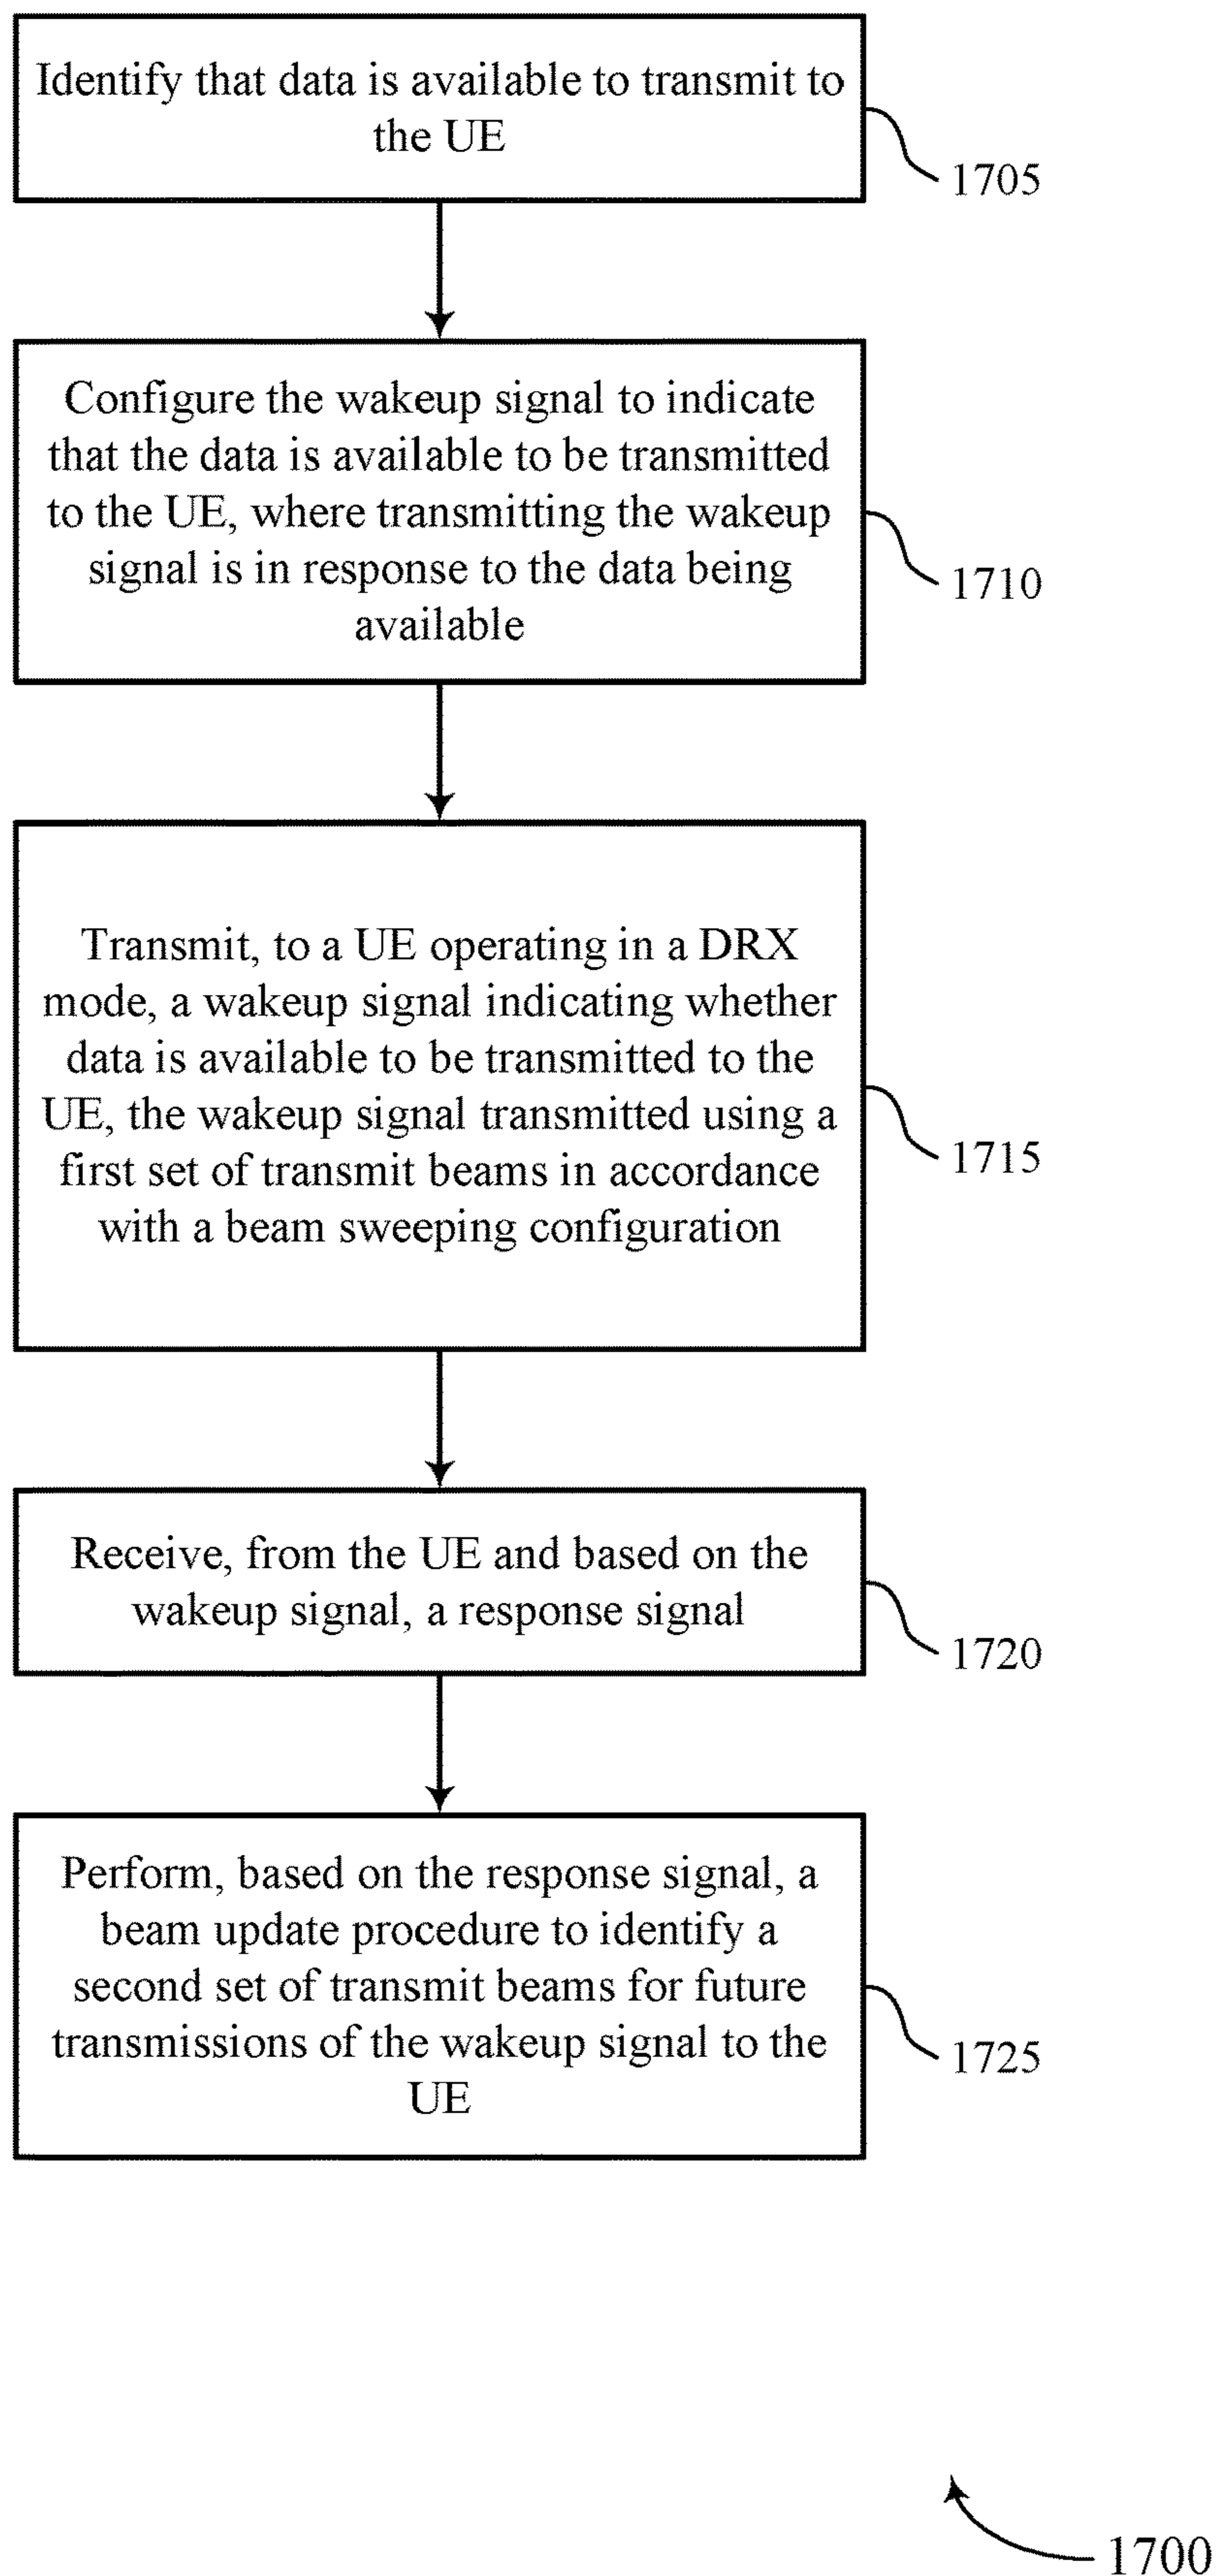 Identify that data is available to transmit to
the UE
1705
Configure the wakeup signal to indicate
that the data is available to be transmitted
to the UE, where transmitting the wakeup
signal is in response to the data being
available
1710
Transmit, to a UE operating in a DRX
mode, a wakeup signal indicating whether
data is available to be transmitted to the
UE, the wakeup signal transmitted using a
first set of transmit beams in accordance
with a beam sweeping configuration
1715
Receive, from the UE and based on the
wakeup signal, a response signal
1720
Perform, based on the response signal, a
beam update procedure to identify a
second set of transmit beams for future
transmissions of the wakeup signal to the
UE
1725
1700